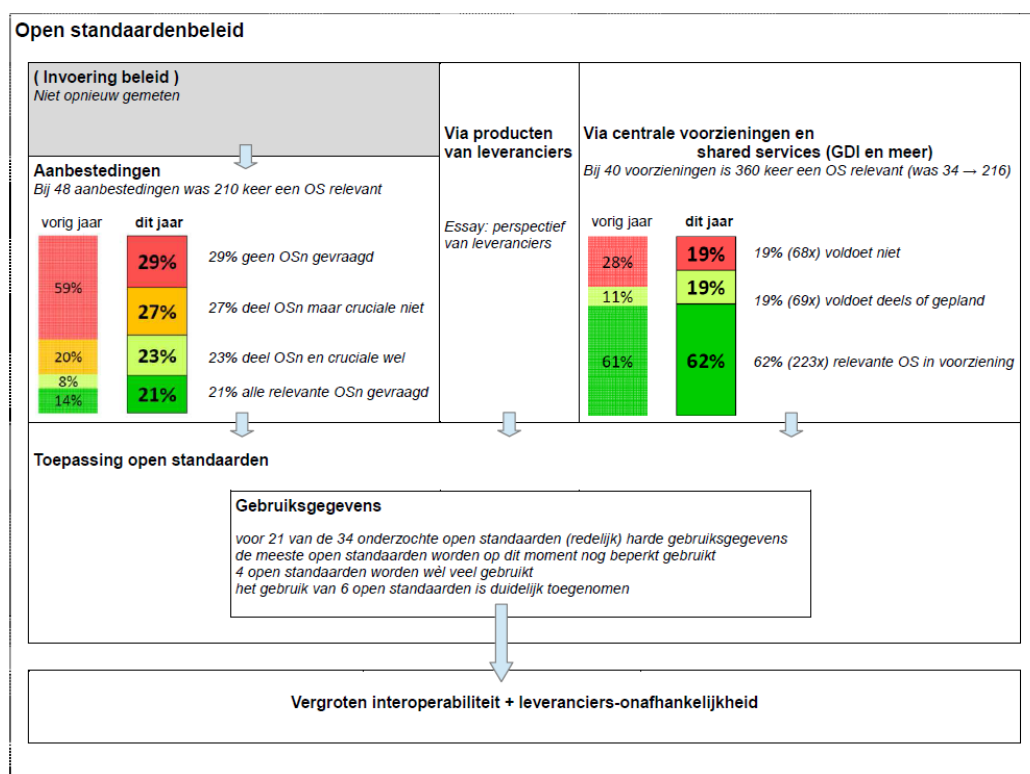 Open standaardenbeleid
( Invoering beleid )
Niet opnieuw gemeten
Aanbestedingen
Bij 48 aanbestedingen was 210 keer een OS relevant
vorig jaar
dit jaar
59%
20%
8%
14%
29%
27%
23%
21%
29% geen OSn gevraagd
27% deel OSn maar cruciale niet
23% deel OSn en cruciale wel
21% alle relevante OSn gevraagd
Via producten
van leveranciers
Essay: perspectief
van leveranciers
Via centrale voorzieningen en
shared services (GDI en meer)
Bij 40 voorzieningen is 360 keer een OS relevant (was 34 → 216)
vorig jaar
dit jaar
28%
11%
61%
19%
19%
62%
19% (68x) voldoet niet
19% (69x) voldoet deels of gepland
62% (223x) relevante OS in voorziening
Toepassing open standaarden
Gebruiksgegevens
voor 21 van de 34 onderzochte open standaarden (redelijk) harde gebruiksgegevens
de meeste open standaarden worden op dit moment nog beperkt gebruikt
4 open standaarden worden wèl veel gebruikt
het gebruik van 6 open standaarden is duidelijk toegenomen
Vergroten interoperabiliteit + leveranciers-onafhankelijkheid